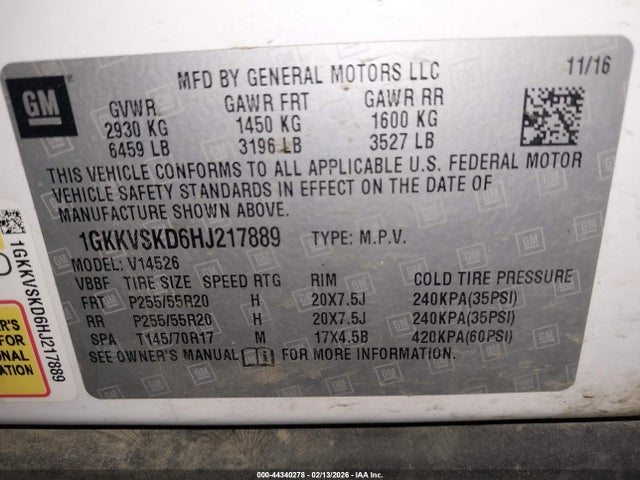 GM
®
MFD BY GENERAL MOTORS LLC
11/16
GVWR GAWR FRT GAWR RR
2930 KG 1450 KG 1600 KG
6459 LB 3196 LB 3527 LB
THIS VEHICLE CONFORMS TO ALL APPLICABLE U.S. FEDERAL MOTOR
VEHICLE SAFETY STANDARDS IN EFFECT ON THE DATE OF
MANUFACTURE SHOWN ABOVE.
1GKKVSKD6HJ217889 TYPE: M.P.V.
MODEL: V14526
VBBF TIRE SIZE SPEED RTG RIM COLD TIRE PRESSURE
FRT P255/55R20 H 20X7.5J 240KPA(35PSI)
RR P255/55R20 H 20X7.5J 240KPA(35PSI)
SPA T145/70R17 M 17X4.5B 420KPA(60PSI)
SEE OWNER'S MANUAL FOR MORE INFORMATION.
1GKKVSKD6HJ217889
R'S
FOR
ONAL
ATION
000-44340278 - 02/13/2026 - IAA Inc.